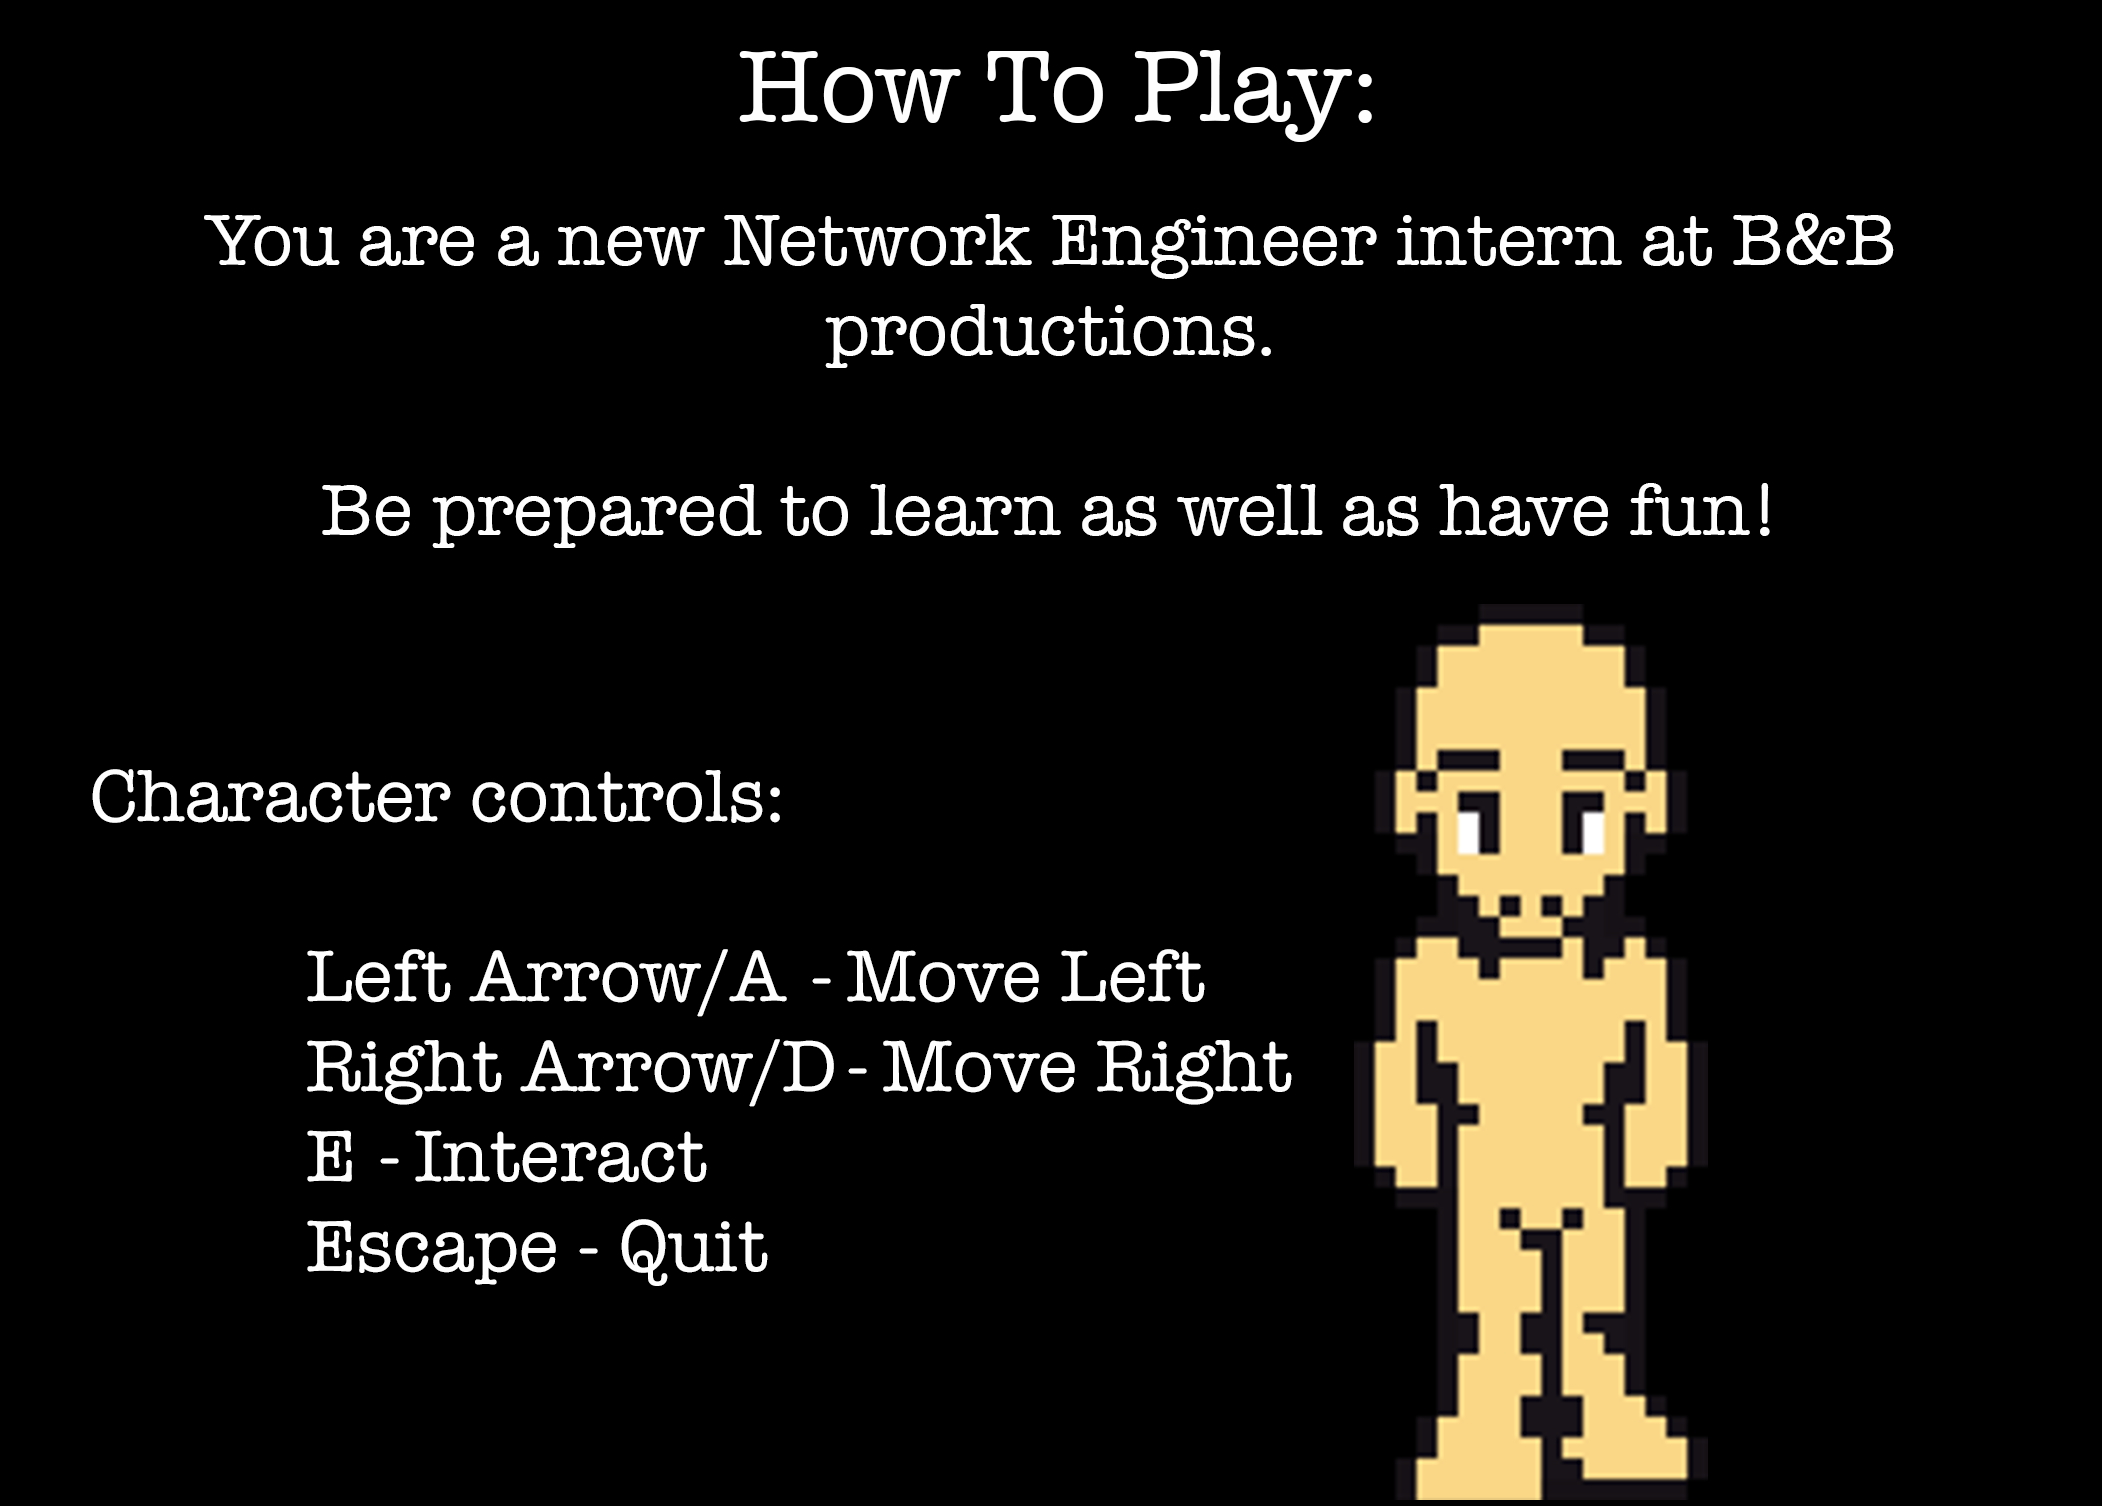 How To Play:
You are a new Network Engineer intern at B&B
productions.
Be prepared to learn as well as have fun!
Character controls:
Left Arrow/A - Move Left
Right Arrow/D - Move Right
E - Interact
Escape - Quit